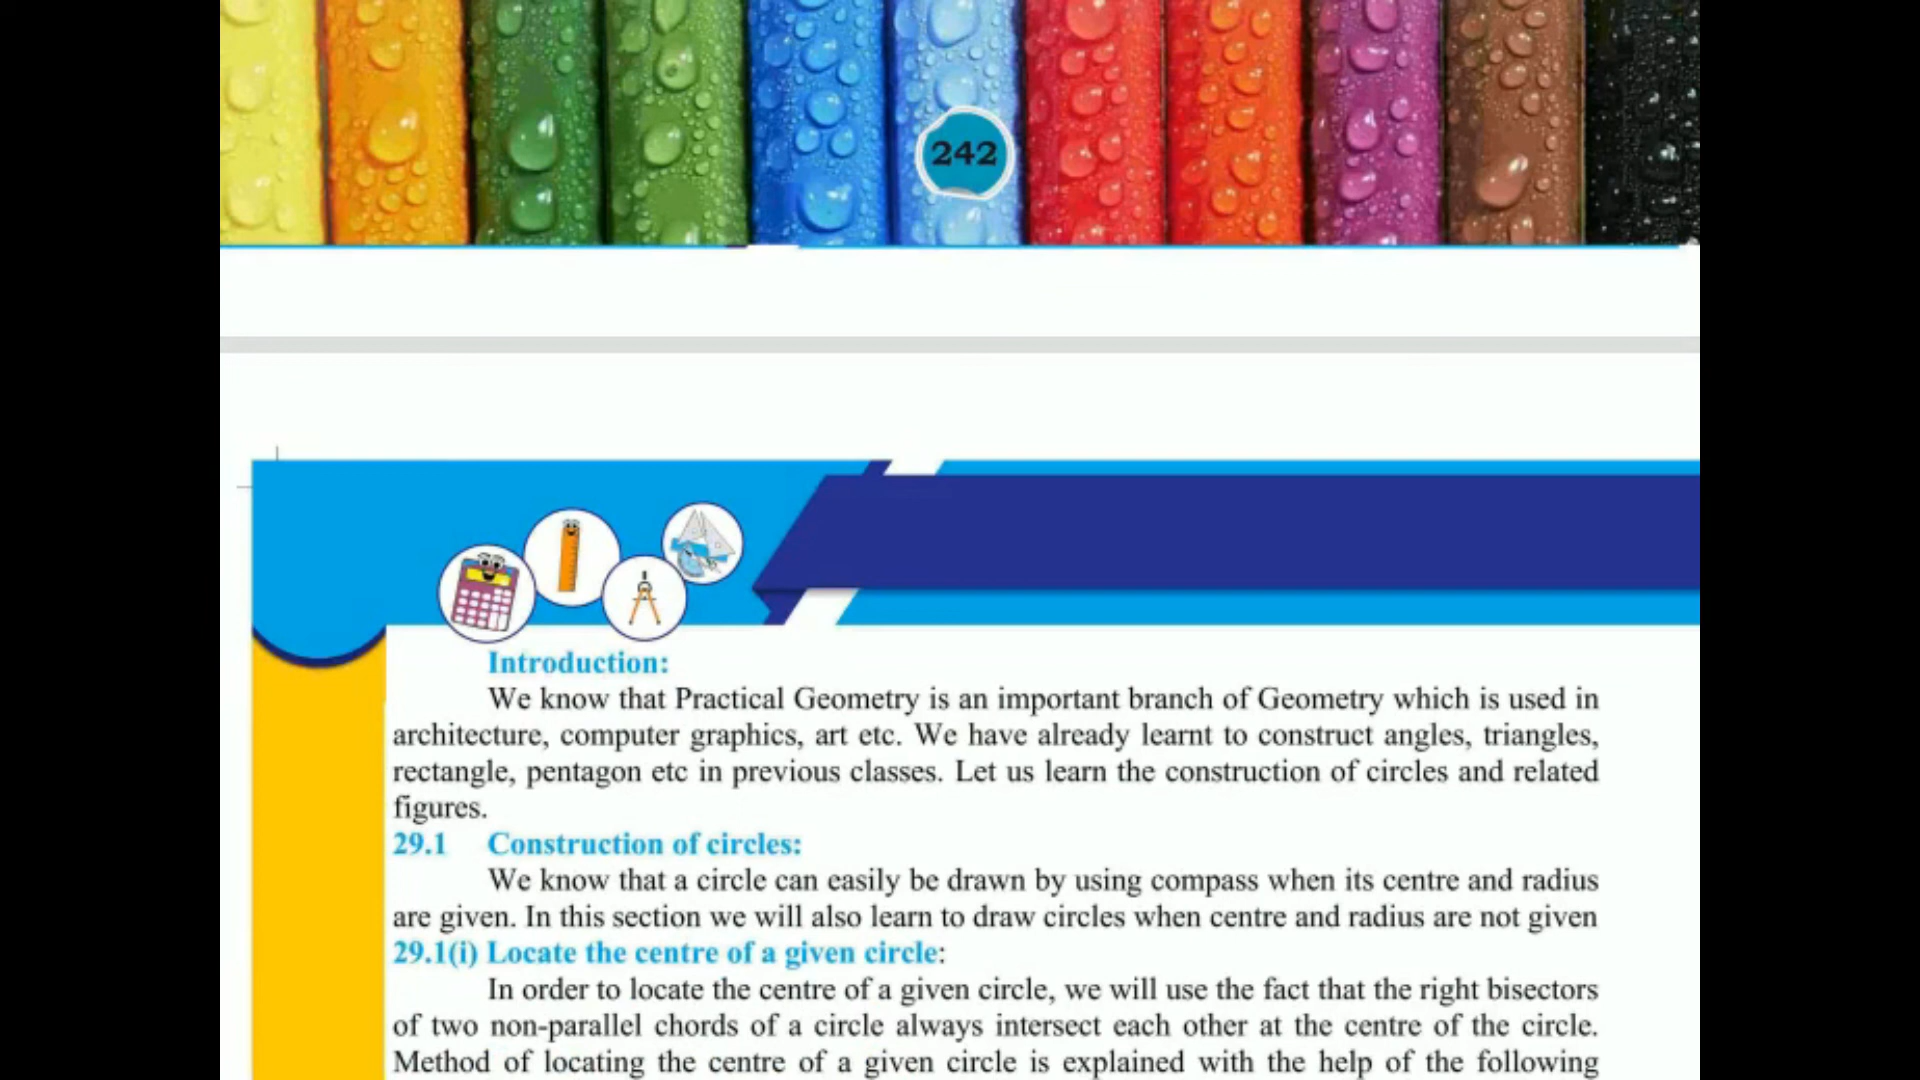 242
Introduction:
We know that Practical Geometry is an important branch of Geometry which is used in
architecture, computer graphics, art etc. We have already learnt to construct angles, triangles,
rectangle, pentagon etc in previous classes. Let us learn the construction of circles and related
figures.
29.1 Construction of circles:
We know that a circle can easily be drawn by using compass when its centre and radius
are given. In this section we will also learn to draw circles when centre and radius are not given
29.1(i) Locate the centre of a given circle:
In order to locate the centre of a given circle, we will use the fact that the right bisectors
of two non-parallel chords of a circle always intersect each other at the centre of the circle.
Method of locating the centre of a given circle is explained with the help of the following